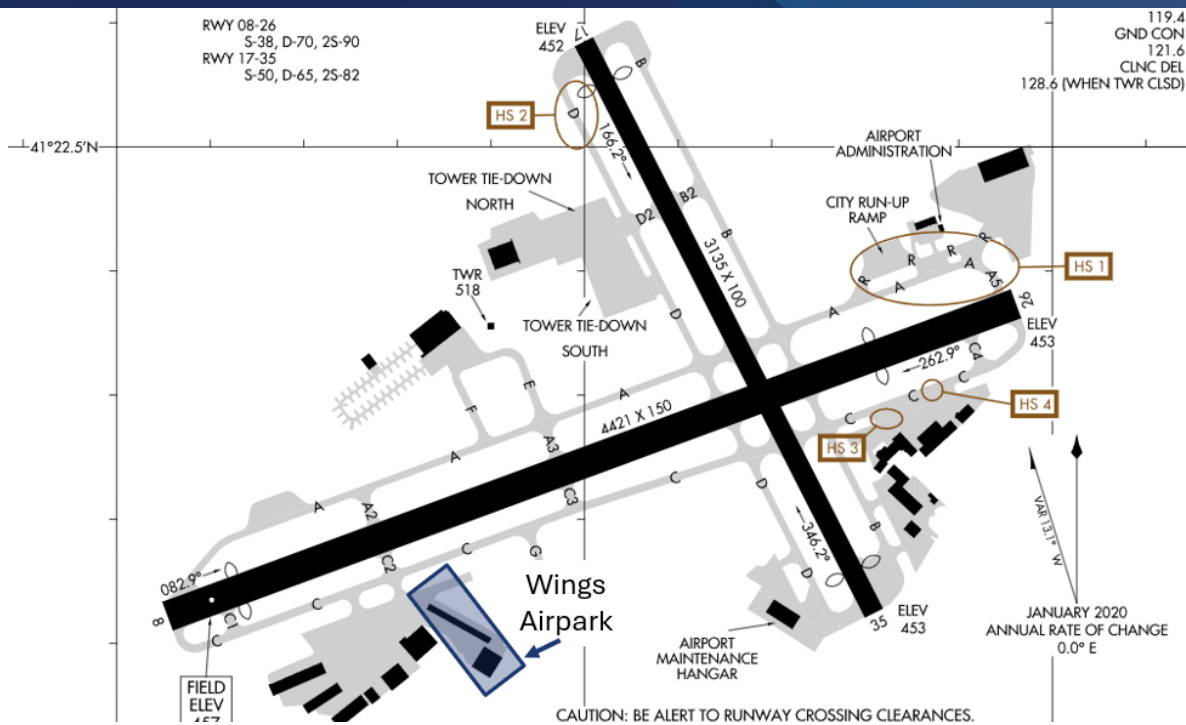 RWY 08-26
S-38, D-70, 2S-90
RWY 17-35
S-50, D-65, 2S-82
ELEV
452
17
119.4
GND CON
121.6
CLNC DEL
128.6 (WHEN TWR CLSD)
HS 2
D
B
166.2°
41°22.5'N
AIRPORT
ADMINISTRATION
TOWER TIE-DOWN
NORTH
D2
B2
CITY RUN-UP
RAMP
B
3135 X 100
R
R
R
R
A
A
A5
HS 1
TWR
518
TOWER TIE-DOWN
SOUTH
D
A
26
ELEV
453
262.9°
C4
E
F
A
4421 X 150
C
C
C
HS 4
HS 3
A
A3
C3
C
D
B
346.2°
VAR 13.1° W
A
A2
C2
C
G
082.9°
8
C1
C
C
Wings
Airpark
D
35
ELEV
453
AIRPORT
MAINTENANCE
HANGAR
JANUARY 2020
ANNUAL RATE OF CHANGE
0.0° E
FIELD
ELEV
457
CAUTION: BE ALERT TO RUNWAY CROSSING CLEARANCES.